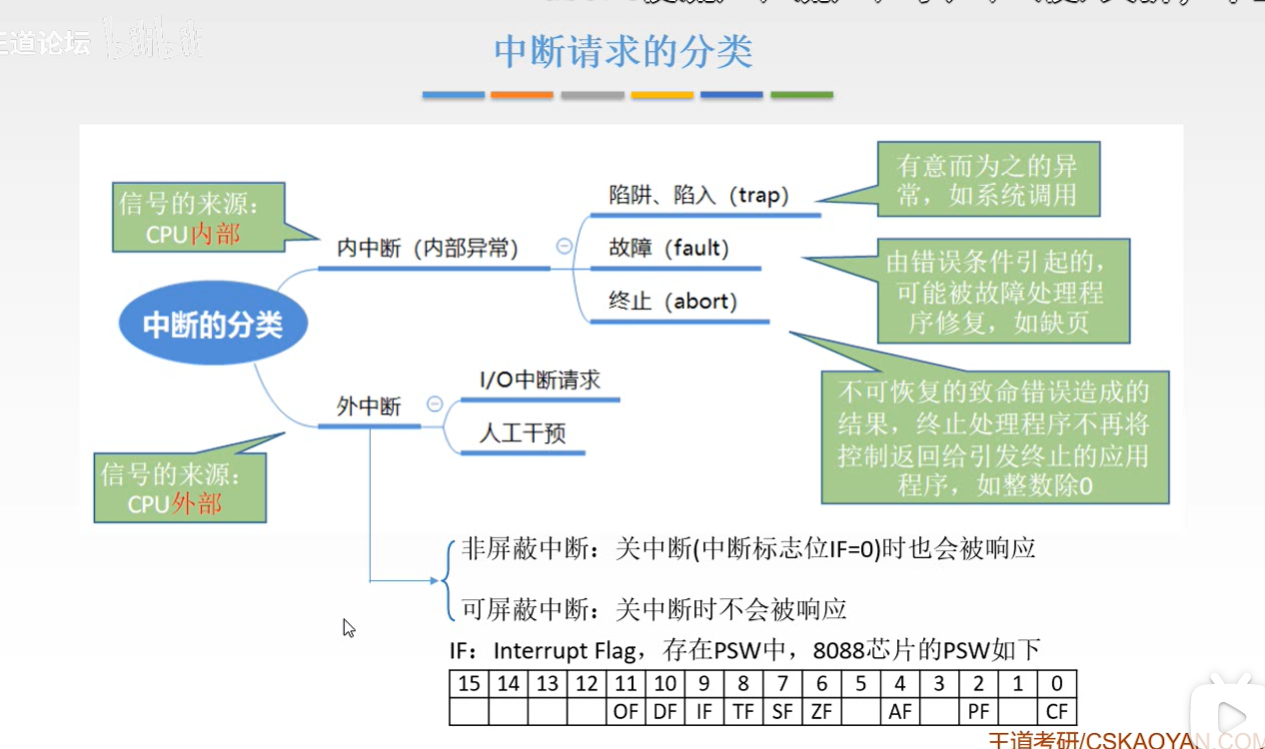 王道论坛
中断请求的分类
信号的来源：
CPU内部
内中断（内部异常）
陷阱、陷入（trap）
有意而为之的异
常，如系统调用
故障（fault）
由错误条件引起的，
可能被故障处理程
序修复，如缺页
终止（abort）
不可恢复的致命错误造成的
结果，终止处理程序不再将
控制返回给引发终止的应用
程序，如整数除0
中断的分类
外中断
I/O中断请求
人工干预
信号的来源：
CPU外部
非屏蔽中断：关中断(中断标志位IF=0)时也会被响应
可屏蔽中断：关中断时不会被响应
IF：Interrupt Flag，存在PSW中，8088芯片的PSW如下
15 14 13 12 11 10 9 8 7 6 5 4 3 2 1 0
OF DF IF TF SF ZF AF PF CF
王道考研/CSKAOYAN.COM